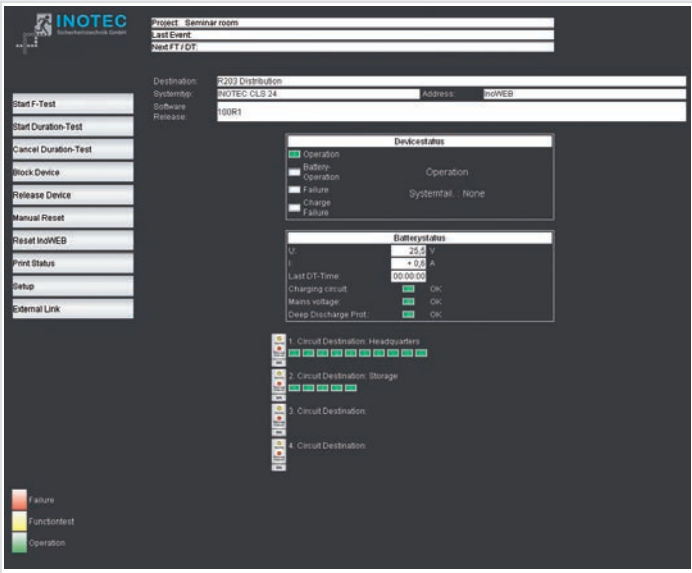 INOTEC
Sicherheitstechnik GmbH
Project: Seminar room
Last Event:
Next FT / DT:
Destination: R203 Distribution
Systemtyp: INOTEC CLS 24 Address: InoWEB
Software Release: 100R1
Start F-Test
Start Duration-Test
Cancel Duration-Test
Block Device
Release Device
Manual Reset
Reset InoWEB
Print Status
Setup
External Link
Devicestatus
Operation
Battery-Operation
Failure
Charge Failure
Operation
Systemfail. : None
Batterystatus
U: 25,5 V
I: + 0,6 A
Last DT-Time: 00:00:00
Charging circuit: OK
Mains voltage: OK
Deep Discharge Prot.: OK
1. Circuit Destination: Headquarters
2. Circuit Destination: Storage
3. Circuit Destination:
4. Circuit Destination:
Failure
Functiontest
Operation